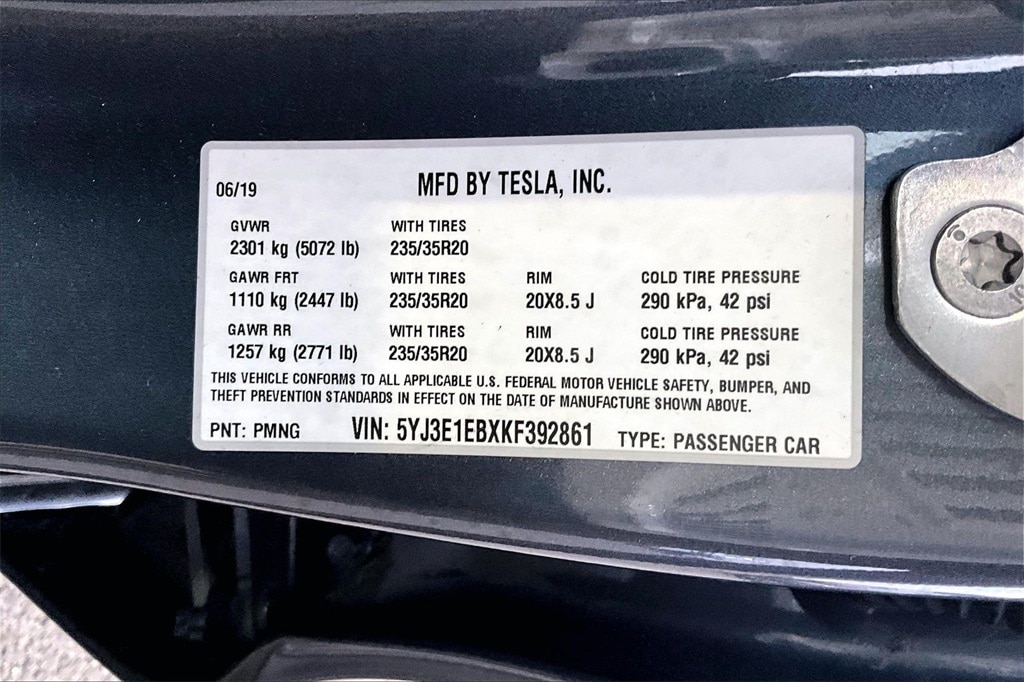 06/19 MFD BY TESLA, INC.
GVWR WITH TIRES
2301 kg (5072 lb) 235/35R20
GAWR FRT WITH TIRES RIM COLD TIRE PRESSURE
1110 kg (2447 lb) 235/35R20 20X8.5 J 290 kPa, 42 psi
GAWR RR WITH TIRES RIM COLD TIRE PRESSURE
1257 kg (2771 lb) 235/35R20 20X8.5 J 290 kPa, 42 psi
THIS VEHICLE CONFORMS TO ALL APPLICABLE U.S. FEDERAL MOTOR VEHICLE SAFETY, BUMPER, AND
THEFT PREVENTION STANDARDS IN EFFECT ON THE DATE OF MANUFACTURE SHOWN ABOVE.
PNT: PMNG VIN: 5YJ3E1EBXKF392861 TYPE: PASSENGER CAR